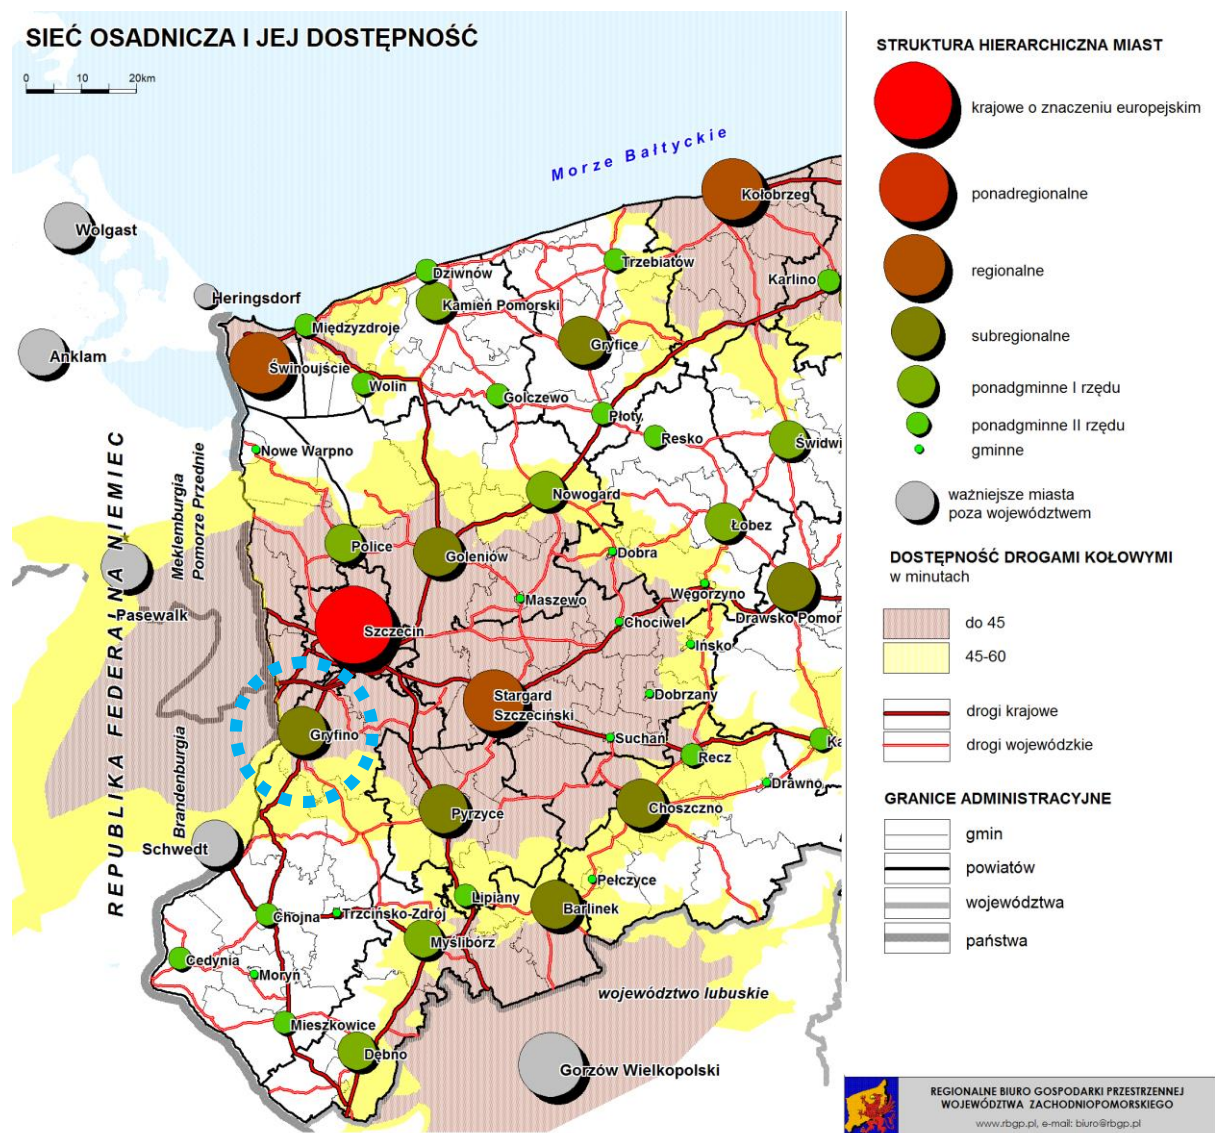 SIEĆ OSADNICZA I JEJ DOSTĘPNOŚĆ
0 10 20km
Morze Bałtyckie
Kołobrzeg
Wolgast
Trzebiatów
Dziwnów
Karlino
Heringsdorf
Kamień Pomorski
Międzyzdroje
Gryfice
Anklam
Świnoujście
Wolin
Golczewo
Płoty
Resko
Świdwi
Nowe Warpno
Nowogard
Łobez
Police
Goleniów
Dobra
Węgorzyno
Maszewo
Pasewalk
Drawsko Pomor
Chociwel
Szczecin
Ińsko
Stargard
Szczeciński
Dobrzany
Gryfino
Suchań
Recz
Ka
Drawno
Pyrzyce
Choszczno
Schwedt
Pełczyce
Lipiany
Barlinek
Chojna
Trzcińsko-Zdrój
Myślibórz
Cedynia
Moryń
Mieszkowice
Dębno
Gorzów Wielkopolski
województwo lubuskie
REPUBLIKA FEDERALNA NIEMIEC
Meklemburgia
Pomorze Przednie
Brandenburgia
STRUKTURA HIERARCHICZNA MIAST
krajowe o znaczeniu europejskim
ponadregionalne
regionalne
subregionalne
ponadgminne I rzędu
ponadgminne II rzędu
gminne
ważniejsze miasta
poza województwem
DOSTĘPNOŚĆ DROGAMI KOŁOWYMI
w minutach
do 45
45-60
drogi krajowe
drogi wojewódzkie
GRANICE ADMINISTRACYJNE
gmin
powiatów
województwa
państwa
REGIONALNE BIURO GOSPODARKI PRZESTRZENNEJ
WOJEWÓDZTWA ZACHODNIOPOMORSKIEGO
www.rbgp.pl, e-mail: biuro@rbgp.pl